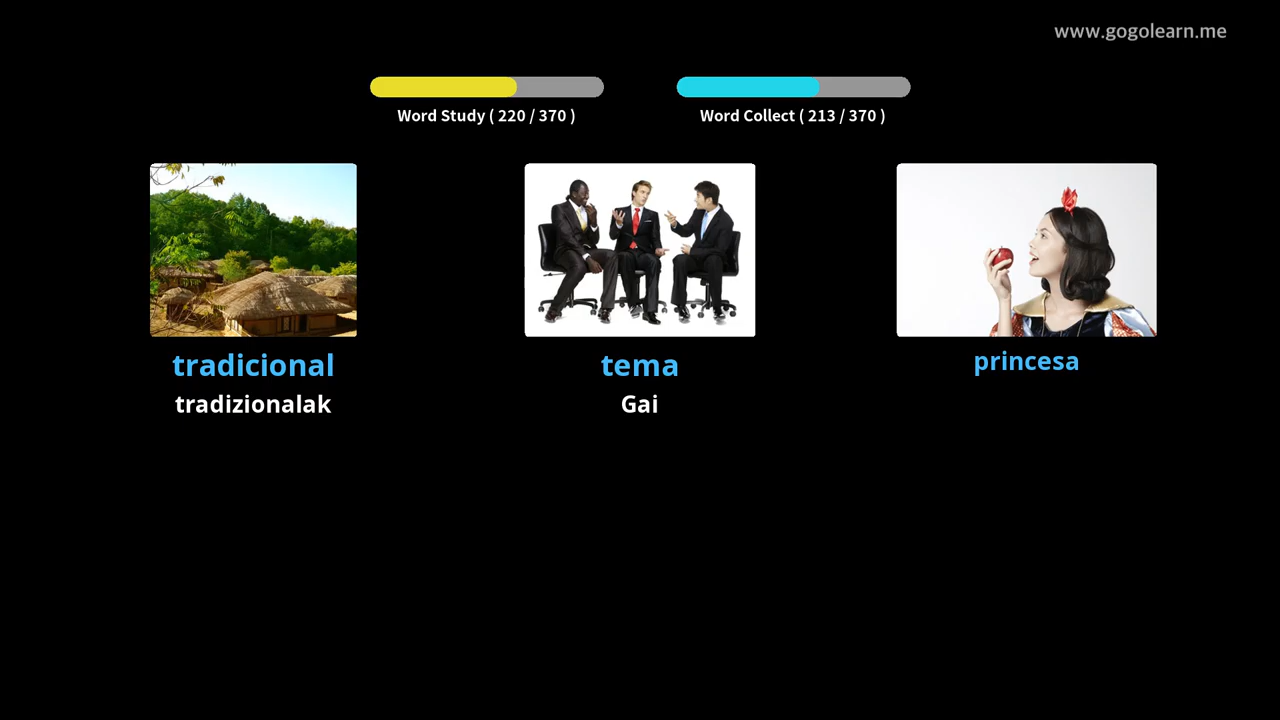 www.gogolearn.me
Word Study ( 220 / 370 )
Word Collect ( 213 / 370 )
tradicional
tema
princesa
tradizionalak
Gai